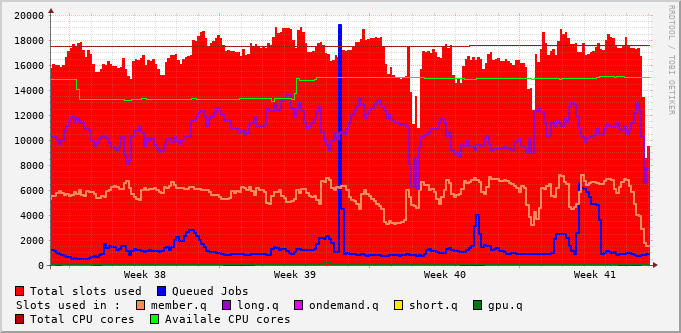 RRDTOOL / TOBI OETIKER
20000
18000
16000
14000
12000
10000
8000
6000
4000
2000
0
Week 38 Week 39 Week 40 Week 41
Total slots used Queued Jobs
Slots used in : member.q long.q ondemand.q short.q gpu.q
Total CPU cores Availale CPU cores